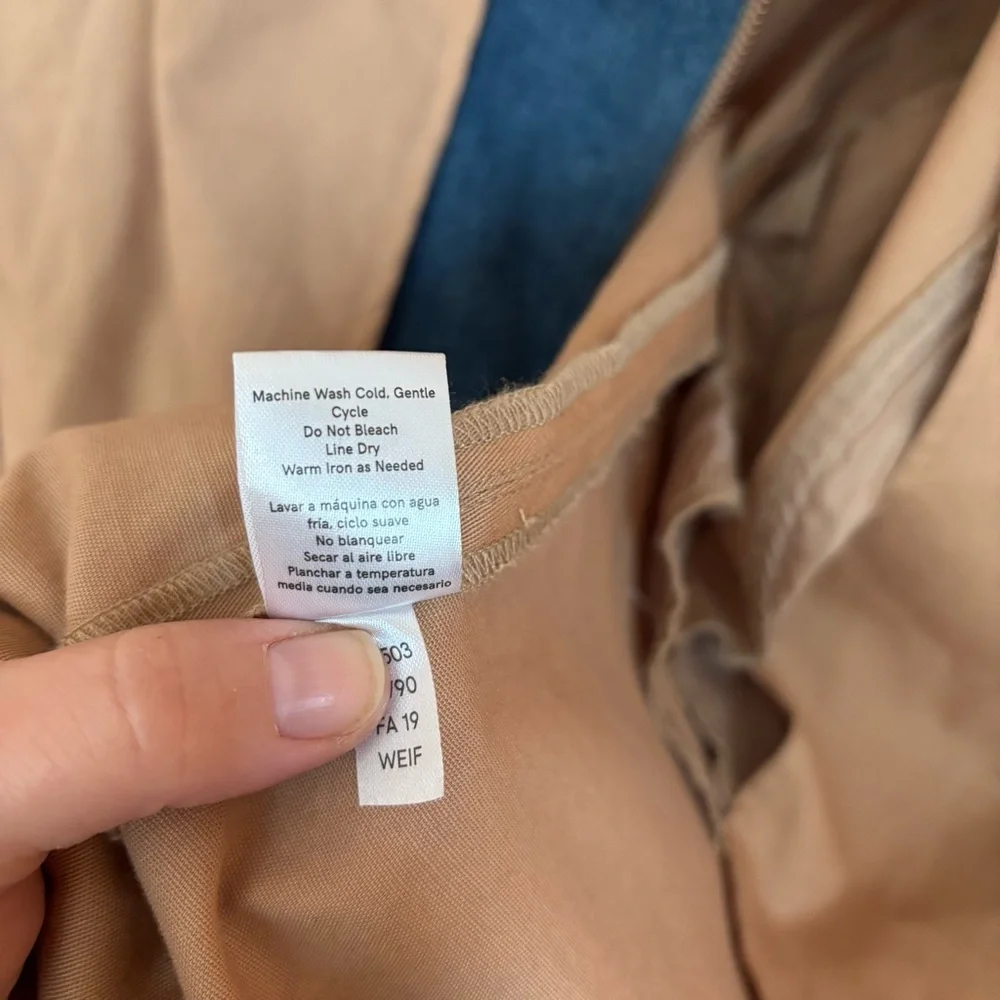 Machine Wash Cold, Gentle
Cycle
Do Not Bleach
Line Dry
Warm Iron as Needed
Lavar a máquina con agua
fría, ciclo suave
No blanquear
Secar al aire libre
Planchar a temperatura
media cuando sea necesario
503
/90
FA 19
WEIF